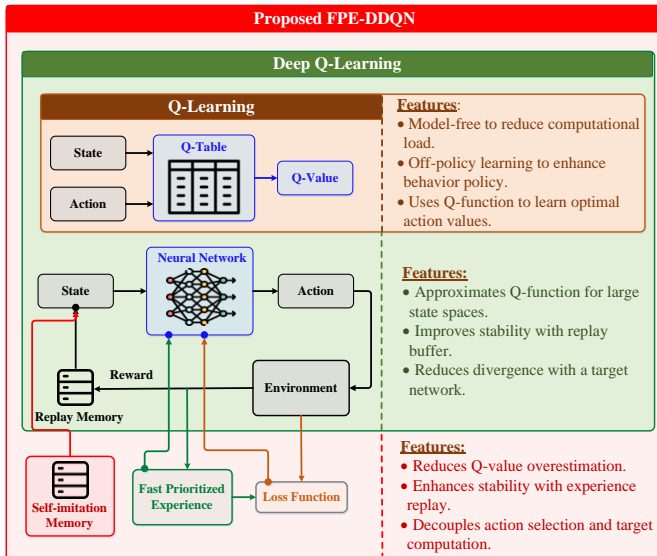 Proposed FPE-DDQN
Deep Q-Learning
Q-Learning
State
Action
Q-Table
Q-Value
Features:
• Model-free to reduce computational
load.
• Off-policy learning to enhance
behavior policy.
• Uses Q-function to learn optimal
action values.
Neural Network
State
Action
Reward
Environment
Replay Memory
Features:
• Approximates Q-function for large
state spaces.
• Improves stability with replay
buffer.
• Reduces divergence with a target
network.
Self-imitation
Memory
Fast Prioritized
Experience
Loss Function
Features:
• Reduces Q-value overestimation.
• Enhances stability with experience
replay.
• Decouples action selection and target
computation.